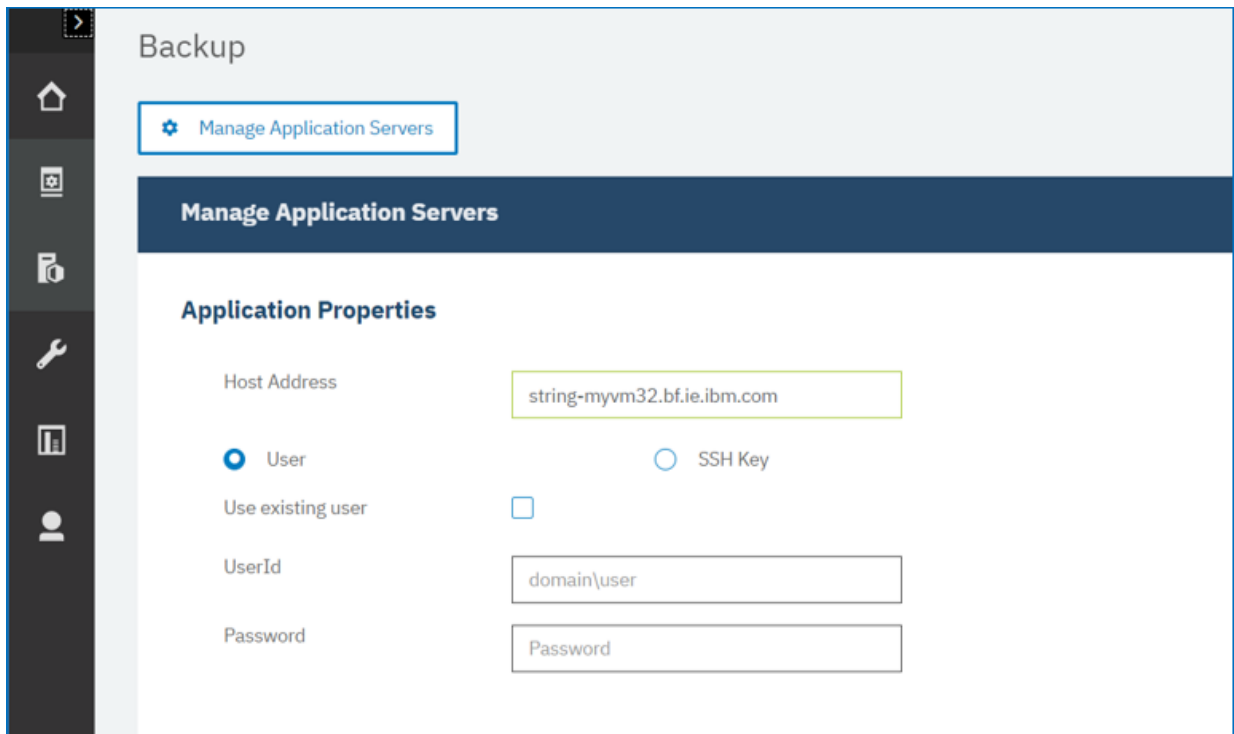 Backup
Manage Application Servers
Manage Application Servers
Application Properties
Host Address
string-myvm32.bf.ie.ibm.com
User
SSH Key
Use existing user
UserId
domain\user
Password
Password